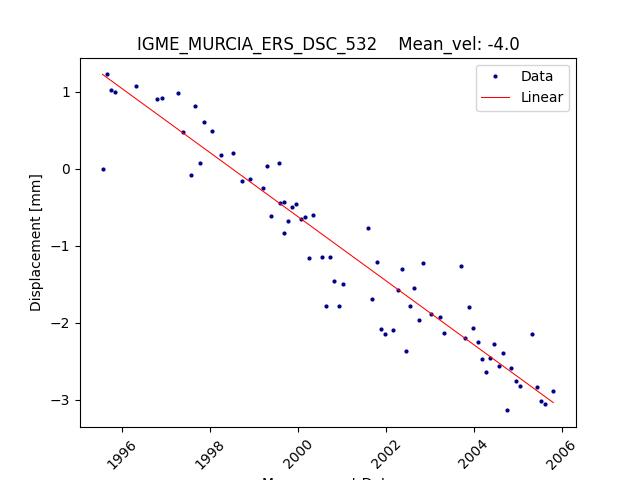 IGME_MURCIA_ERS_DSC_532    Mean_vel: -4.0
Data
Linear
Displacement [mm]
1
0
−1
−2
−3
1996
1998
2000
2002
2004
2006